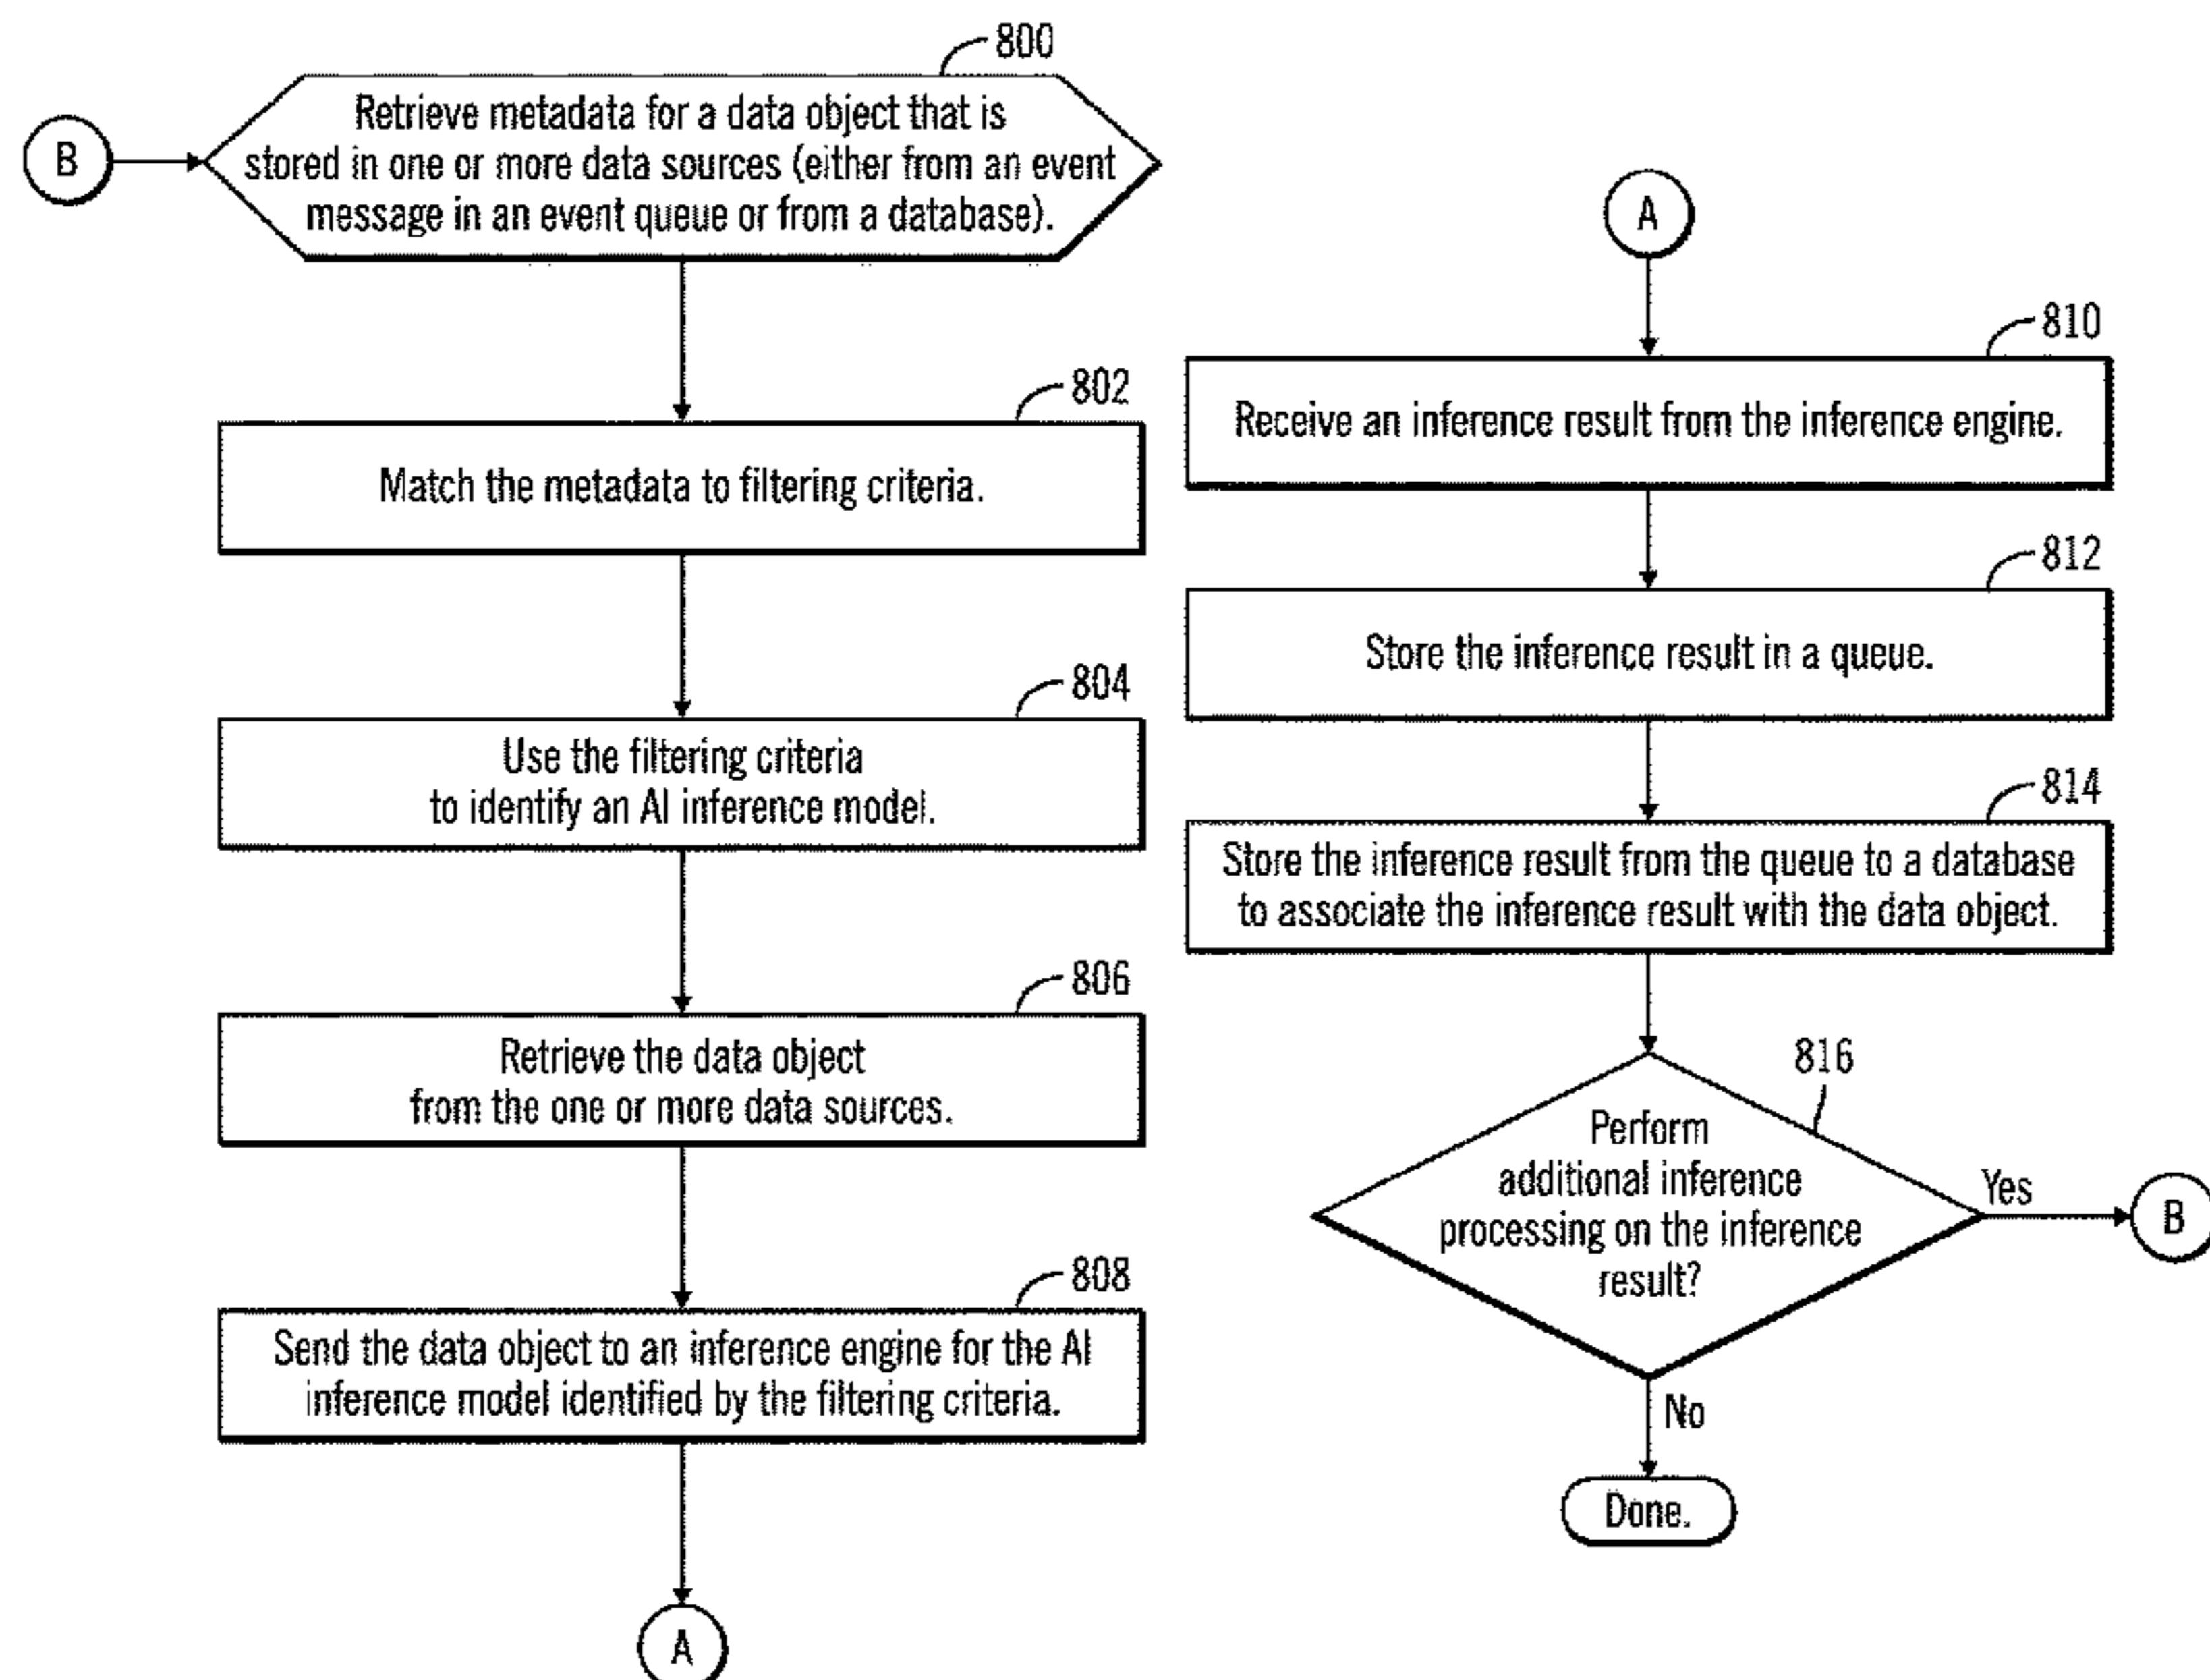 800
B
Retrieve metadata for a data object that is
stored in one or more data sources (either from an event
message in an event queue or from a database).
802
Match the metadata to filtering criteria.
804
Use the filtering criteria
to identify an AI inference model.
806
Retrieve the data object
from the one or more data sources.
808
Send the data object to an inference engine for the AI
inference model identified by the filtering criteria.
A
A
810
Receive an inference result from the inference engine.
812
Store the inference result in a queue.
814
Store the inference result from the queue to a database
to associate the inference result with the data object.
816
Perform
additional inference
processing on the inference
result?
Yes
B
No
Done.